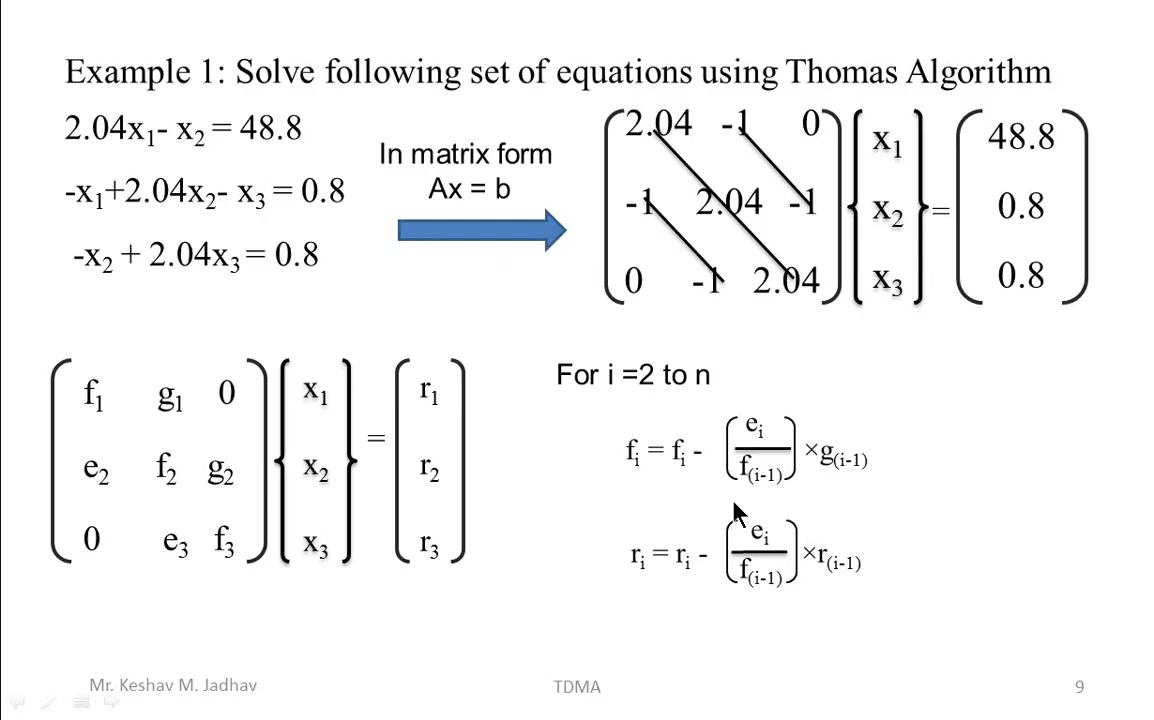 Example 1: Solve following set of equations using Thomas Algorithm
2.04x₁- x₂ = 48.8
-x₁+2.04x₂- x₃ = 0.8
-x₂ + 2.04x₃= 0.8
In matrix form
Ax = b
2.04 -1 0 x₁ 48.8
-1 2.04 -1 x₂ = 0.8
0 -1 2.04 x₃ 0.8
f₁ g₁ 0 x₁ r₁
e₂ f₂ g₂ x₂ = r₂
0 e₃ f₃ x₃ r₃
For i =2 to n
fᵢ = fᵢ - (eᵢ / f₍ᵢ₋₁₎) ×g₍ᵢ₋₁₎
rᵢ = rᵢ - (eᵢ / f₍ᵢ₋₁₎) ×r₍ᵢ₋₁₎
Mr. Keshav M. Jadhav
TDMA
9